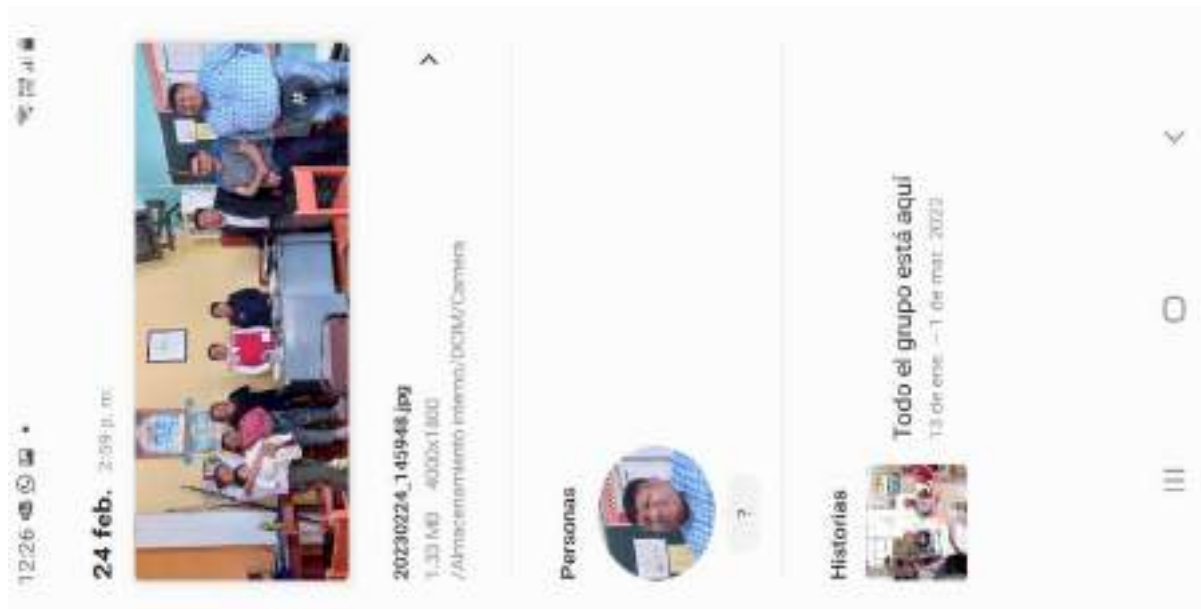 12:26
24 feb. 2:59 p. m.
20230224_145948.jpg
1.33 MB 4000x1800
/Almacenamiento interno/DCIM/Camera
Personas
?
Historias
Todo el grupo está aquí
13 de ene. – 1 de mar. 2022